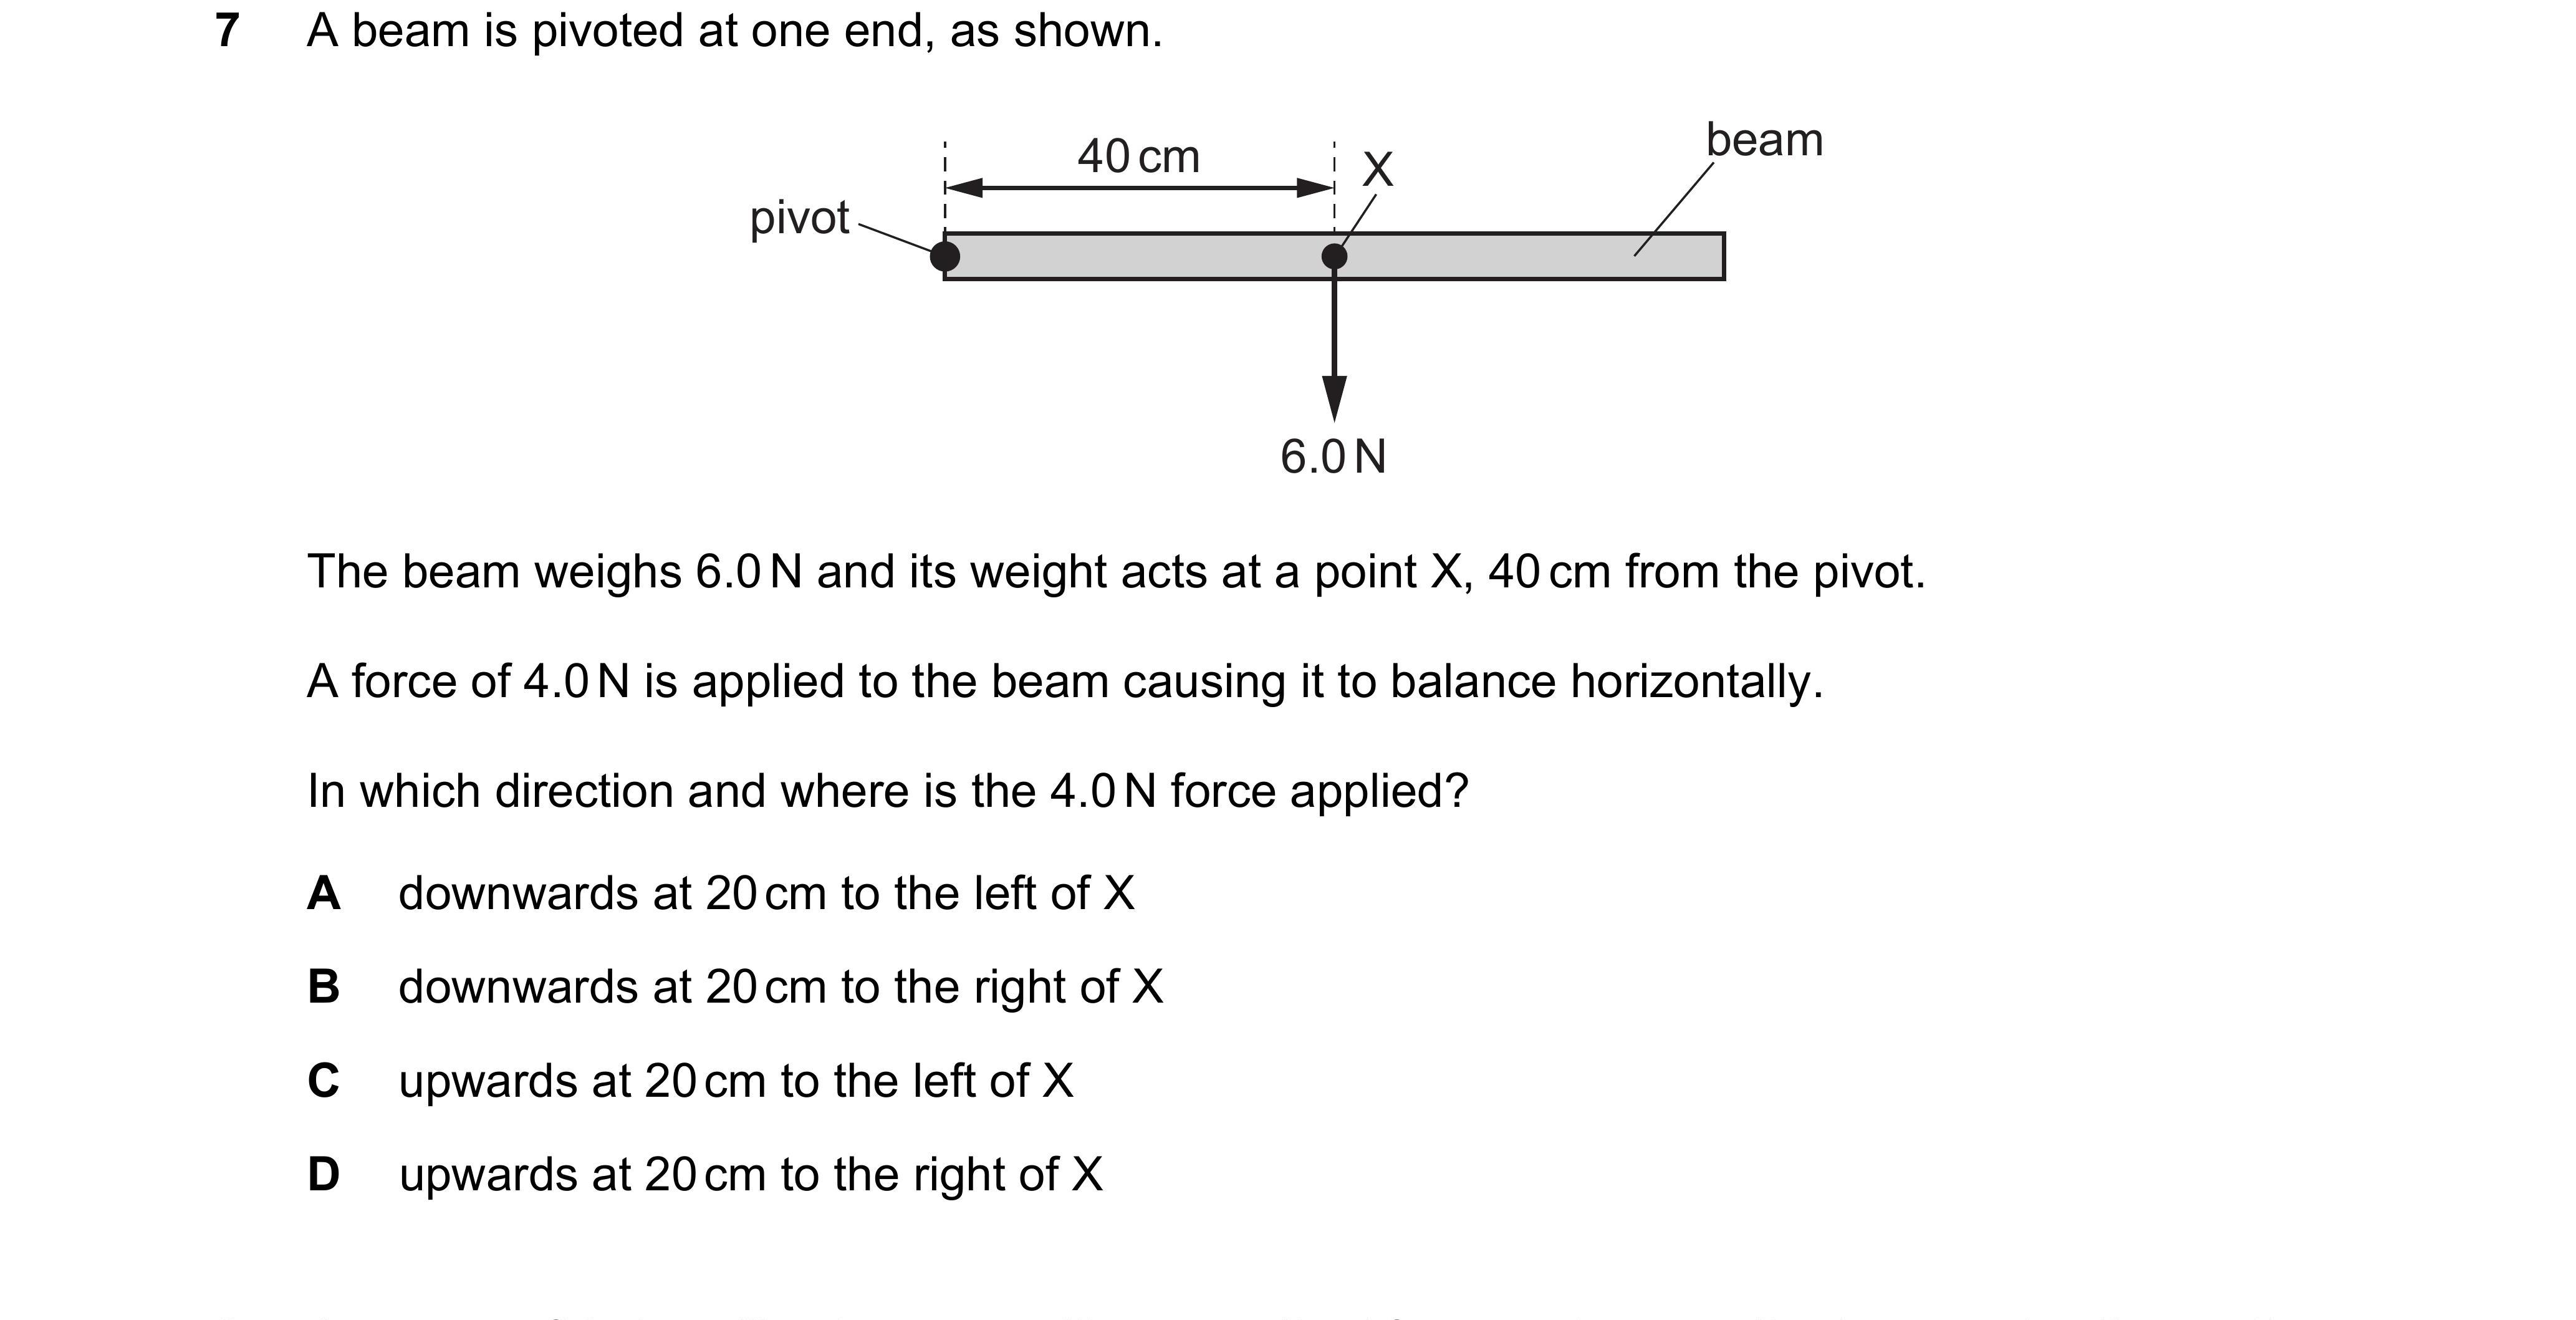 7 A beam is pivoted at one end, as shown.
beam
40 cm
X
pivot
6.0 N
The beam weighs 6.0 N and its weight acts at a point X, 40 cm from the pivot.
A force of 4.0 N is applied to the beam causing it to balance horizontally.
In which direction and where is the 4.0 N force applied?
A downwards at 20 cm to the left of X
B downwards at 20 cm to the right of X
C upwards at 20 cm to the left of X
D upwards at 20 cm to the right of X